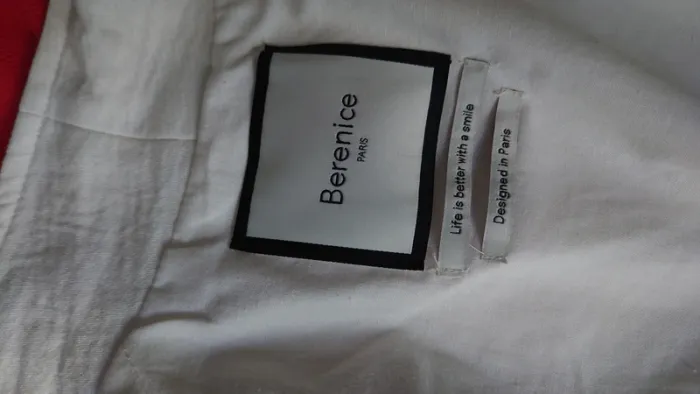 Berenice
PARIS
Life is better with a smile
Designed in Paris